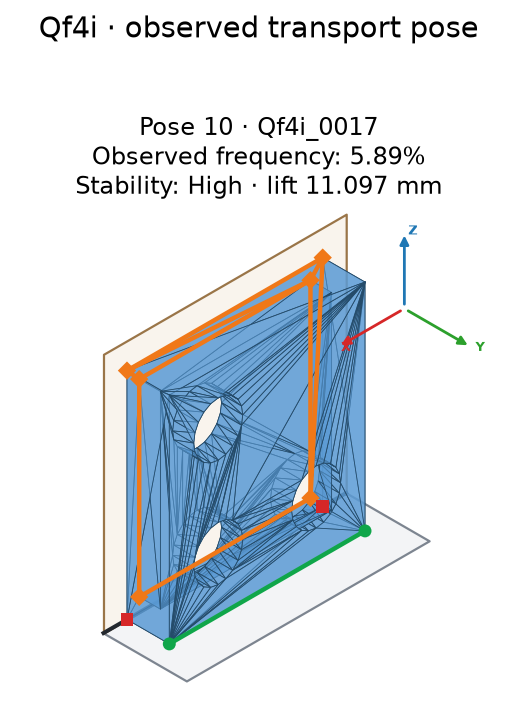 Qf4i · observed transport pose
Pose 10 · Qf4i_0017
Observed frequency: 5.89%
Stability: High · lift 11.097 mm
Z
Y